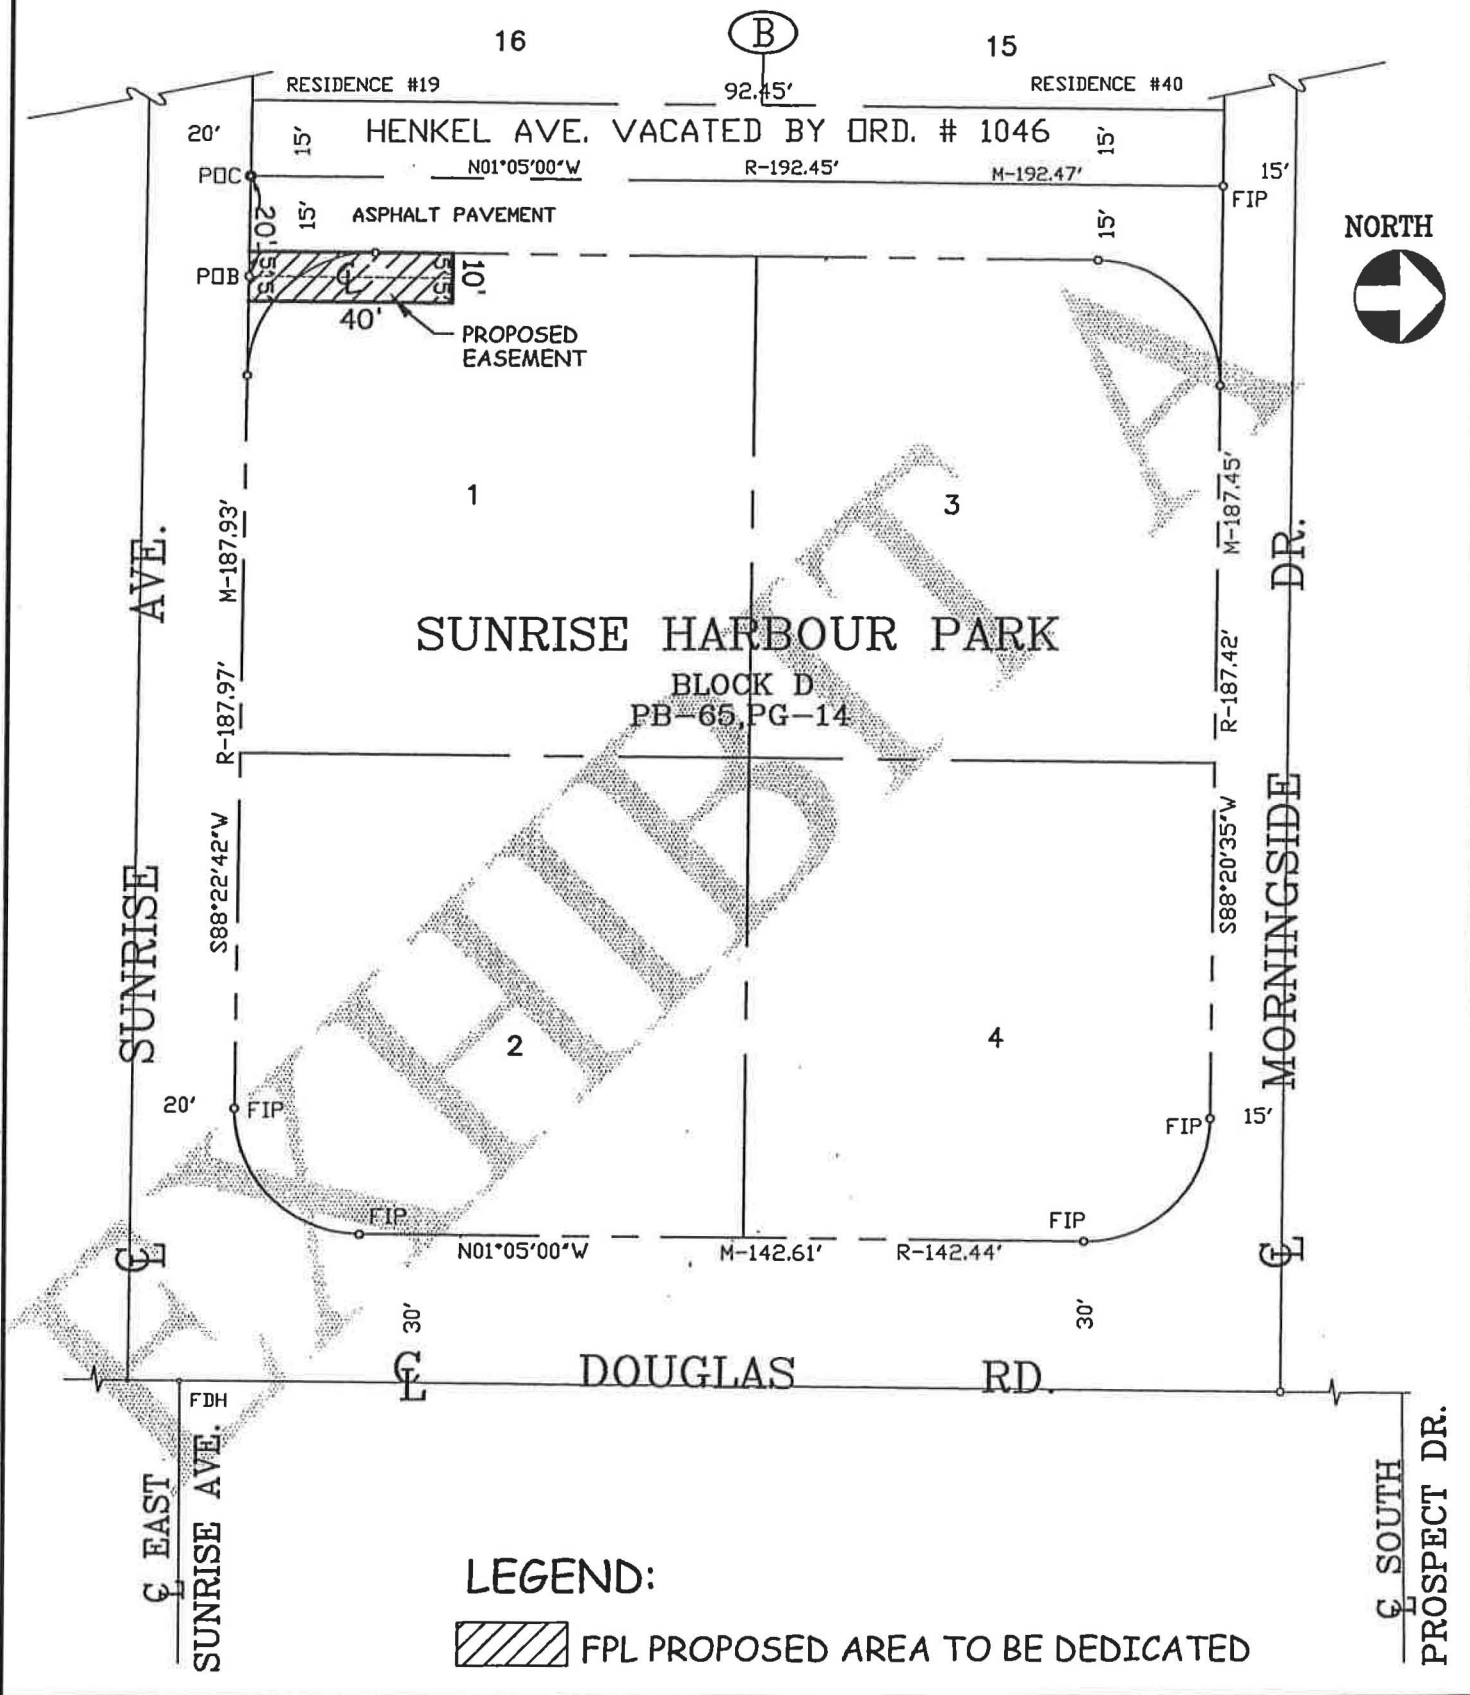 16
B
15
RESIDENCE #19
92.45'
RESIDENCE #40
20'
15'
HENKEL AVE. VACATED BY ORD. # 1046
15'
POC
N01°05'00"W
R-192.45'
M-192.47'
15'
FIP
20'
15'
ASPHALT PAVEMENT
15'
NORTH
POB
5'
5'
CL
5'
5'
10'
40'
PROPOSED
EASEMENT
1
3
M-187.93'
M-187.45'
AVE.
DR.
SUNRISE HARBOUR PARK
BLOCK D
PB-65,PG-14
R-187.97'
R-187.42'
S88°22'42"W
S88°20'35"W
SUNRISE
MORNINGSIDE
2
4
20'
FIP
FIP
15'
FIP
FIP
CL
N01°05'00"W
M-142.61'
R-142.44'
CL
30'
30'
CL
DOUGLAS RD.
FDH
CL EAST
SUNRISE AVE.
CL SOUTH
PROSPECT DR.
EXHIBIT A
LEGEND:
FPL PROPOSED AREA TO BE DEDICATED